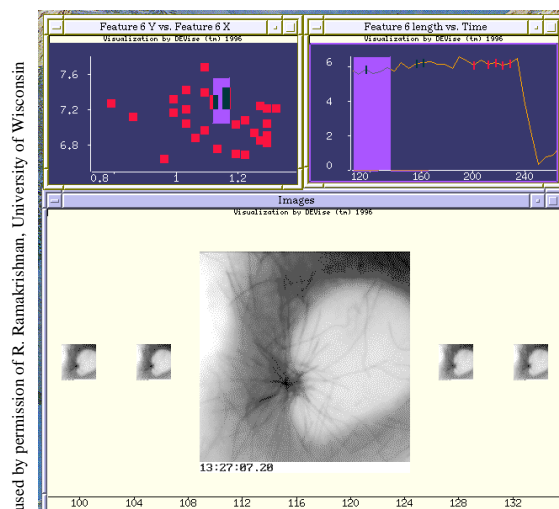 used by permission of R. Ramakrishnan, University of Wisconsin
Feature 6 Y vs. Feature 6 X
Visualization by DEVise (tm) 1996
7.6
7.2
6.8
0.8
1
1.2
Feature 6 length vs. Time
Visualization by DEVise (tm) 1996
6
4
2
0
120
160
200
240
Images
Visualization by DEVise (tm) 1996
13:27:07.20
100 104 108 112 116 120 124 128 132